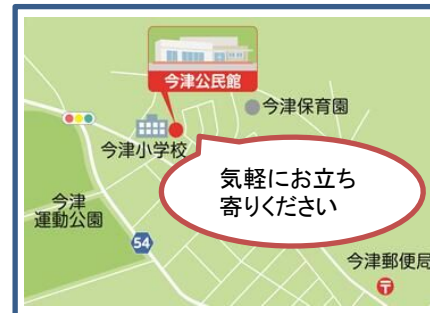 今津公民館
今津保育園
今津小学校
気軽にお立ち
寄りください
今津
運動公園
54
今津郵便局
〒